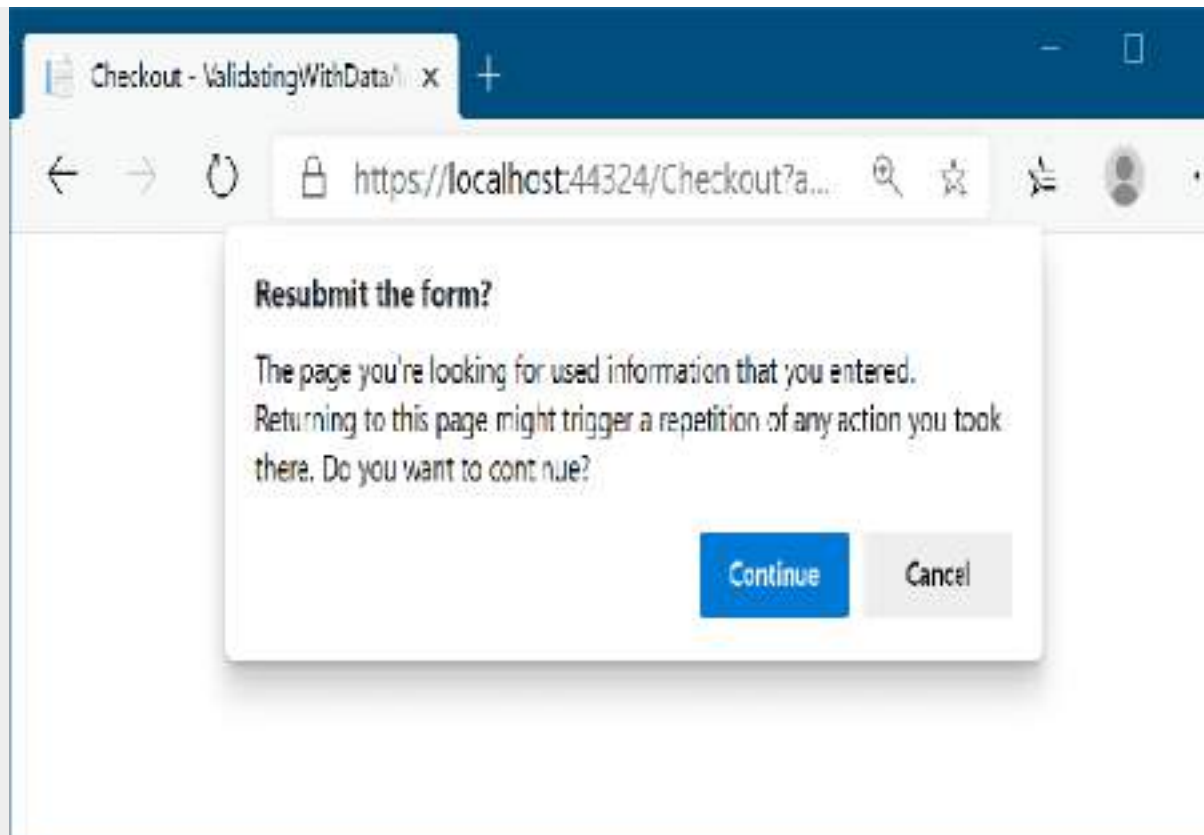 Checkout - ValidatingWithDataA
https://localhost:44324/Checkout?a...
Resubmit the form?
The page you're looking for used information that you entered.
Returning to this page might trigger a repetition of any action you took
there. Do you want to continue?
Continue Cancel